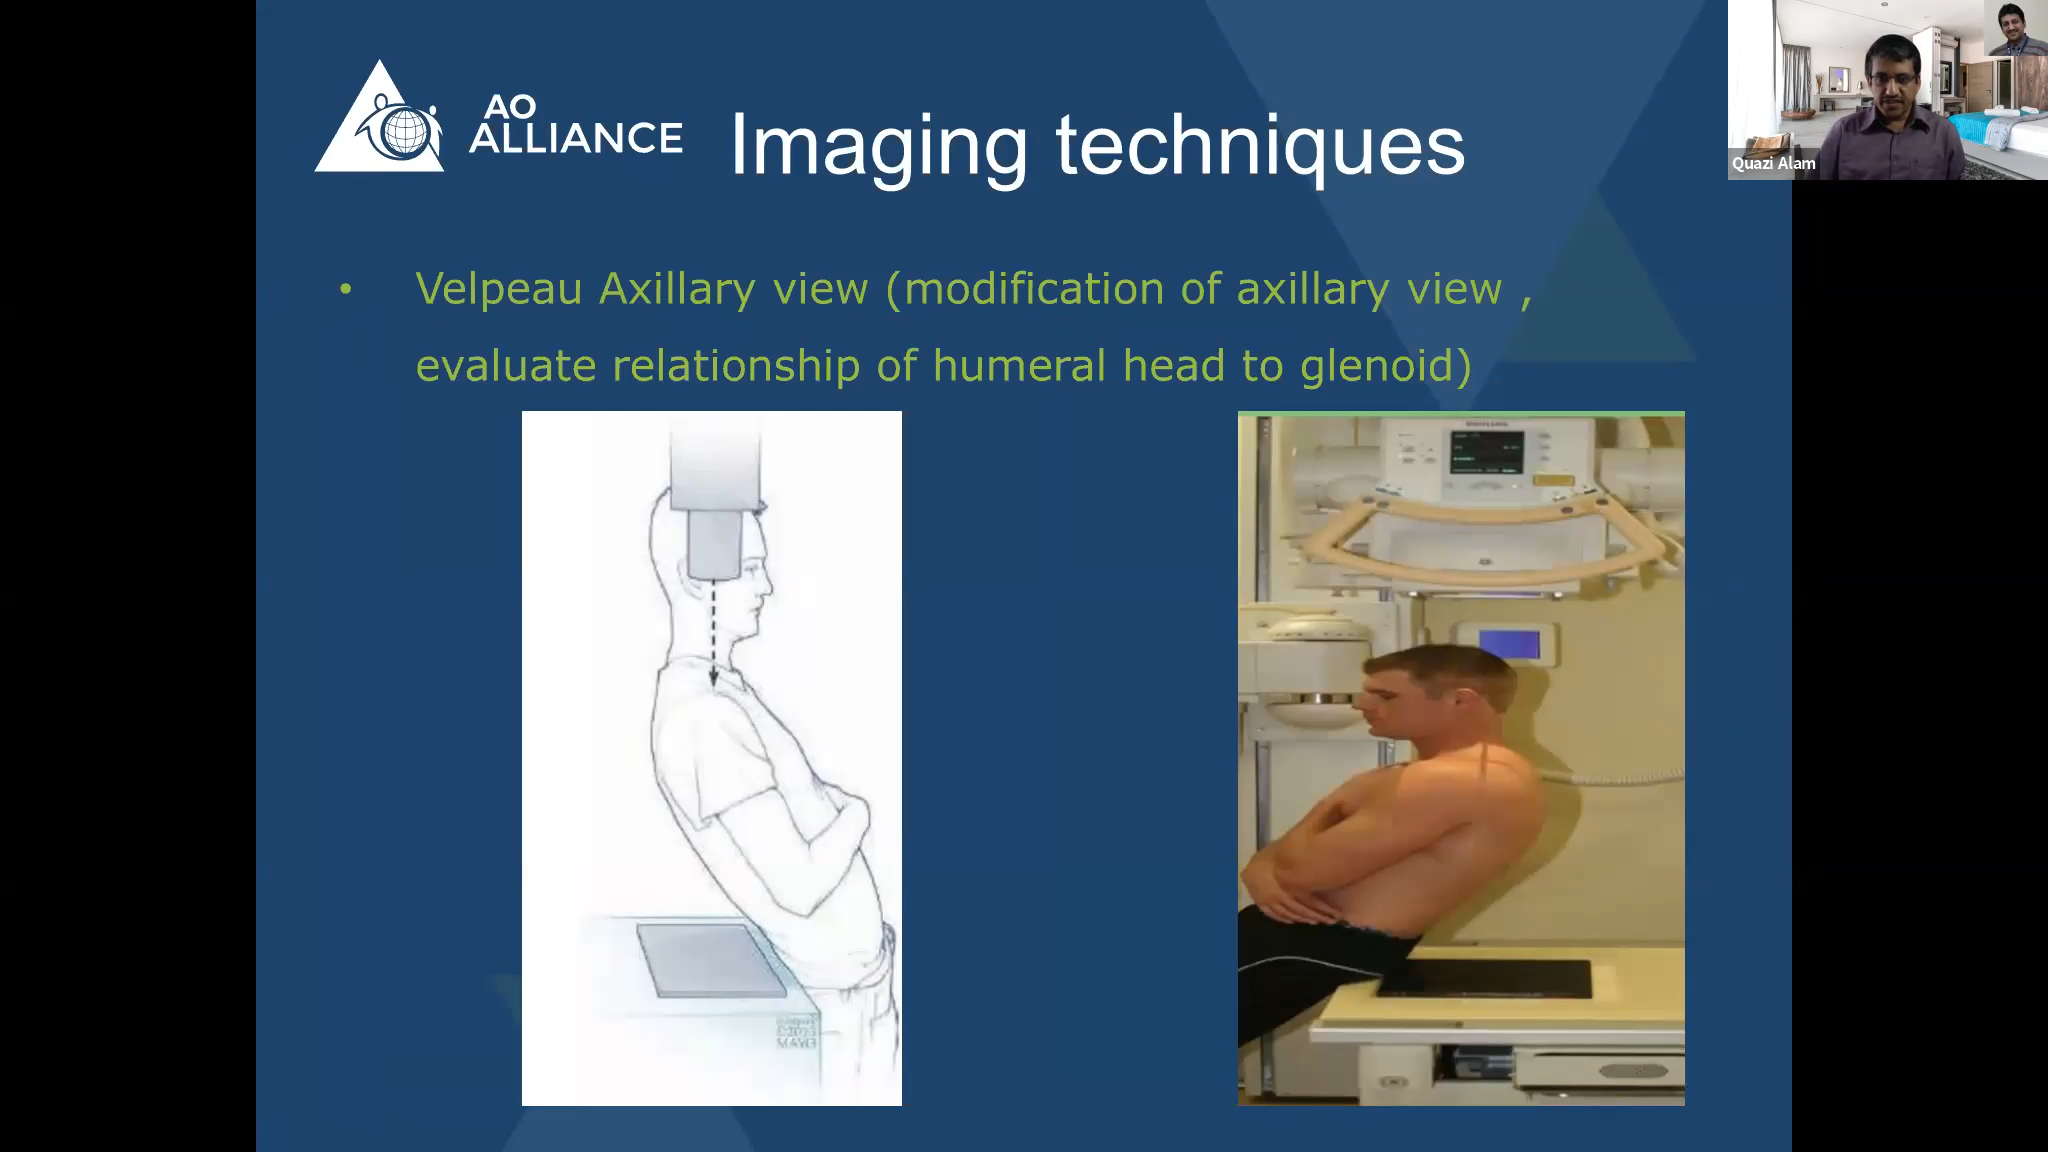 AO
ALLIANCE
Imaging techniques
Quazi Alam
• Velpeau Axillary view (modification of axillary view ,
evaluate relationship of humeral head to glenoid)
MAYO